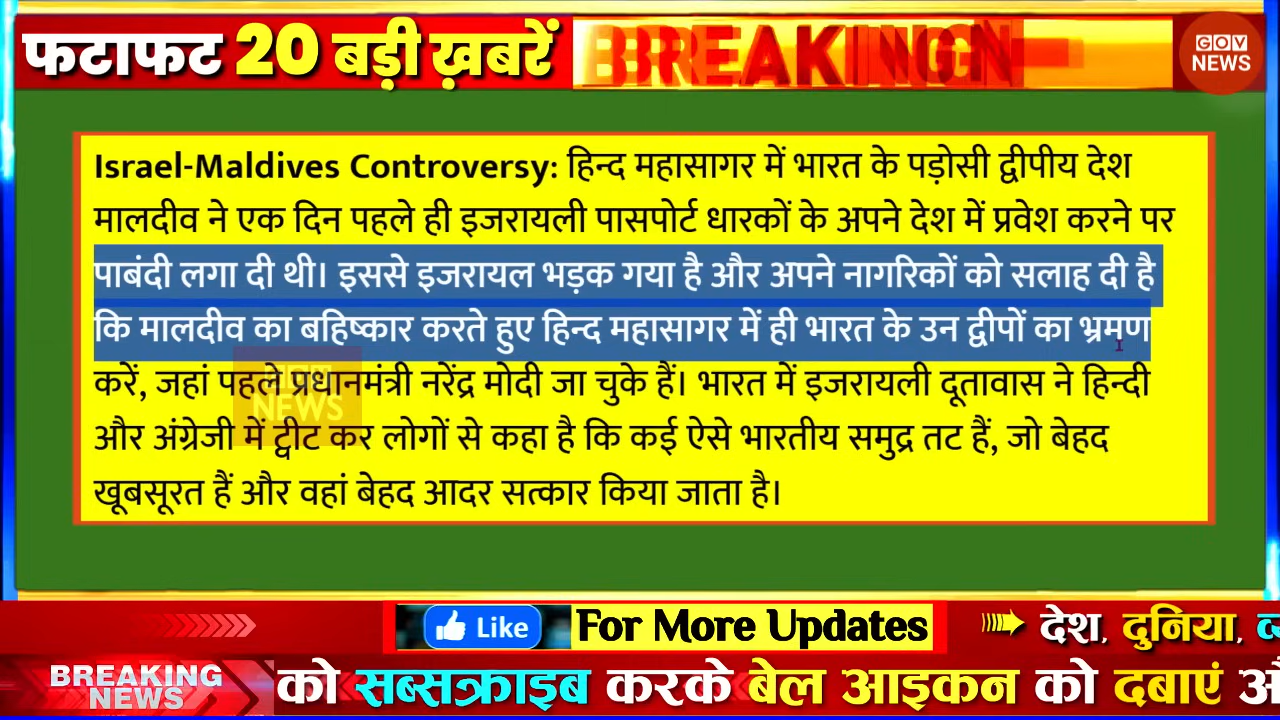 फटाफट 20 बड़ी ख़बरें
BREAKING
GOV
NEWS
Israel-Maldives Controversy: हिन्द महासागर में भारत के पड़ोसी द्वीपीय देश
मालदीव ने एक दिन पहले ही इजरायली पासपोर्ट धारकों के अपने देश में प्रवेश करने पर
पाबंदी लगा दी थी। इससे इजरायल भड़क गया है और अपने नागरिकों को सलाह दी है
कि मालदीव का बहिष्कार करते हुए हिन्द महासागर में ही भारत के उन द्वीपों का भ्रमण
करें, जहां पहले प्रधानमंत्री नरेंद्र मोदी जा चुके हैं। भारत में इजरायली दूतावास ने हिन्दी
और अंग्रेजी में ट्वीट कर लोगों से कहा है कि कई ऐसे भारतीय समुद्र तट हैं, जो बेहद
खूबसूरत हैं और वहां बेहद आदर सत्कार किया जाता है।
GOV
NEWS
Like For More Updates देश, दुनिया,
BREAKING
NEWS
को सब्सक्राइब करके बेल आइकन को दबाएं